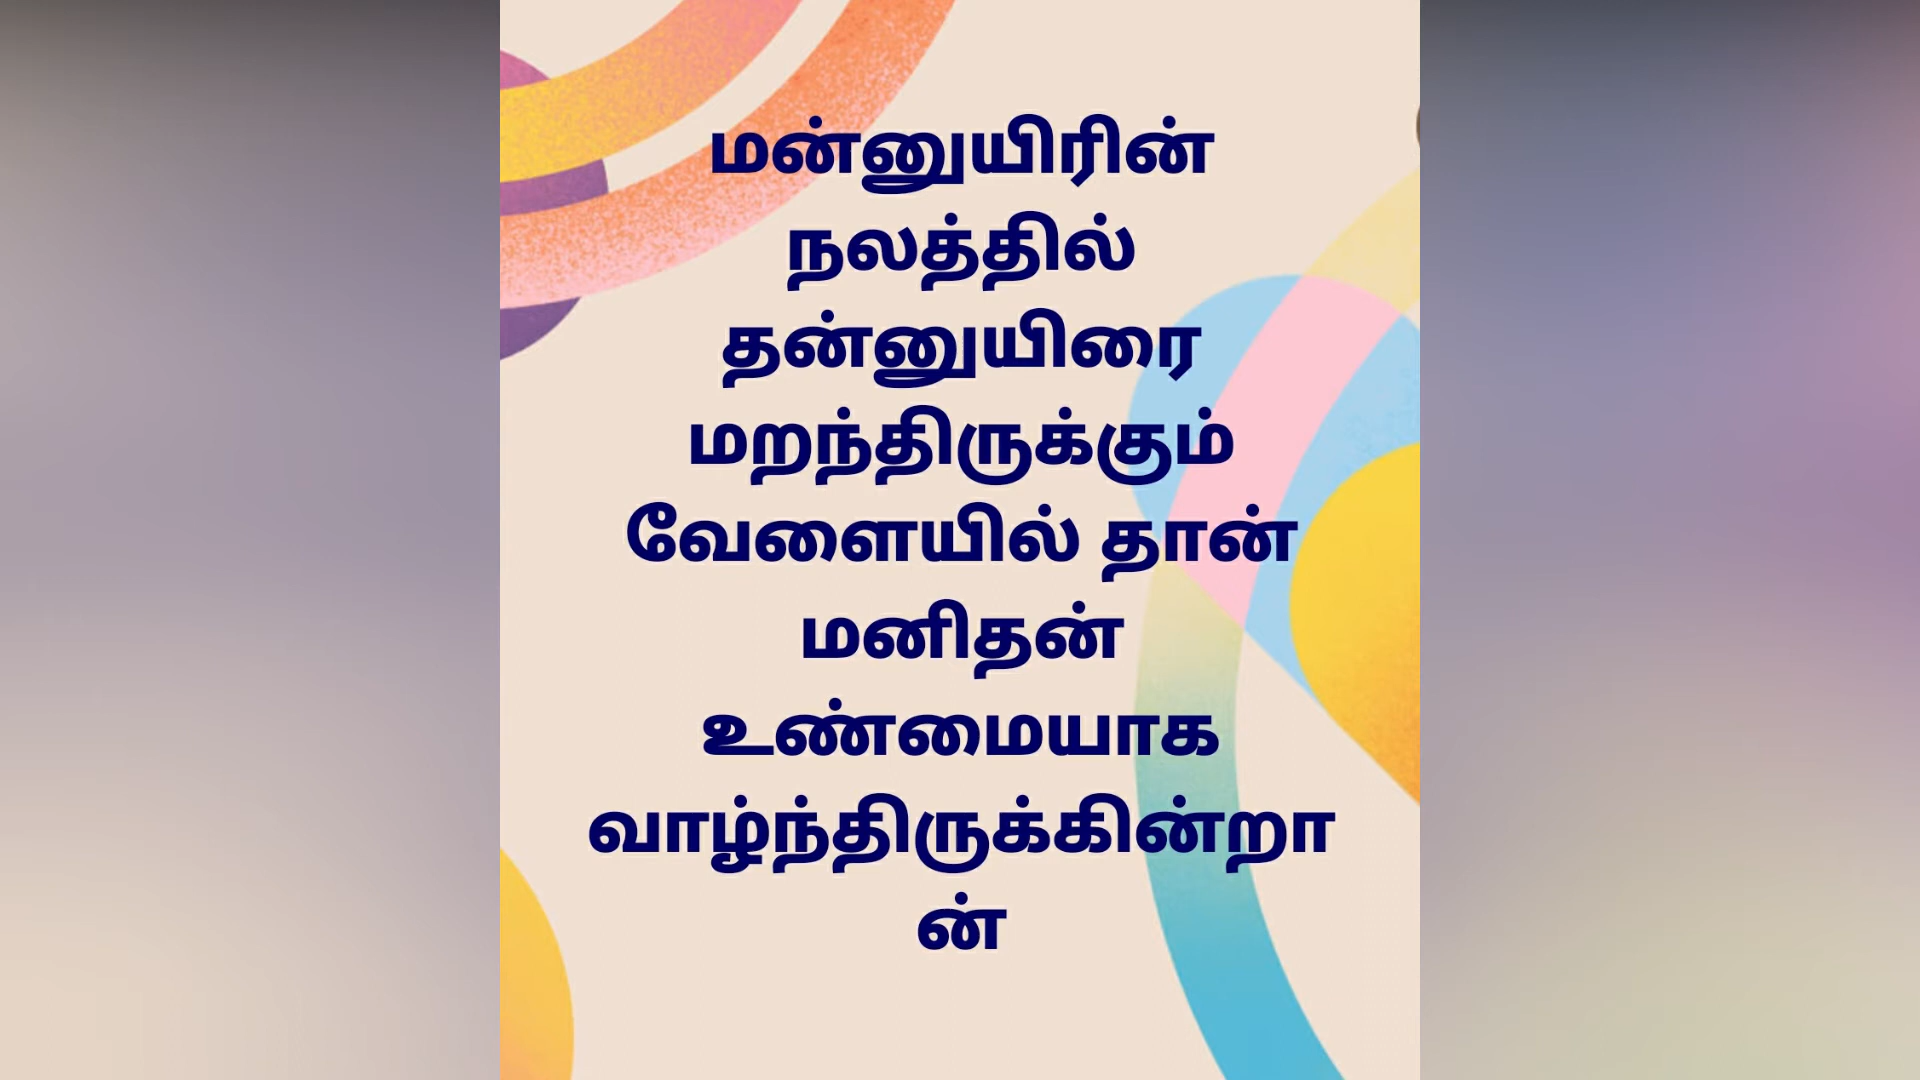 மன்னுயிரின்
நலத்தில்
தன்னுயிரை
மறந்திருக்கும்
வேளையில் தான்
மனிதன்
உண்மையாக
வாழ்ந்திருக்கின்றா
ன்